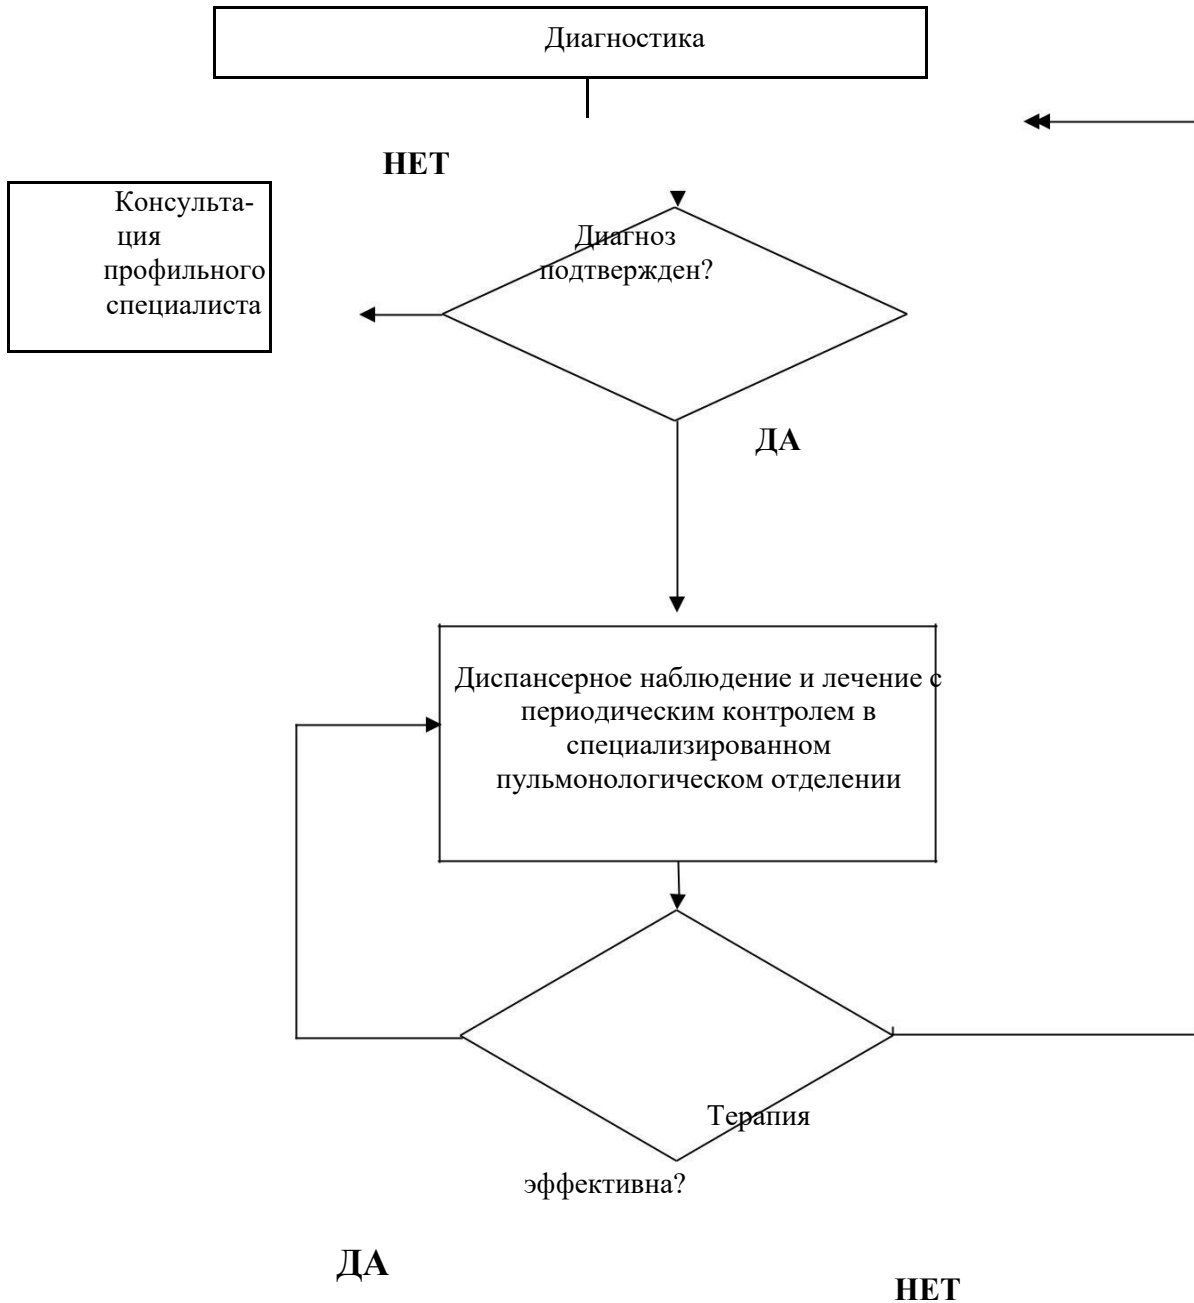 Диагностика
НЕТ
Консульта-
ция
профильного
специалиста
Диагноз
подтвержден?
ДА
Диспансерное наблюдение и лечение с
периодическим контролем в
специализированном
пульмонологическом отделении
Терапия
эффективна?
ДА
НЕТ